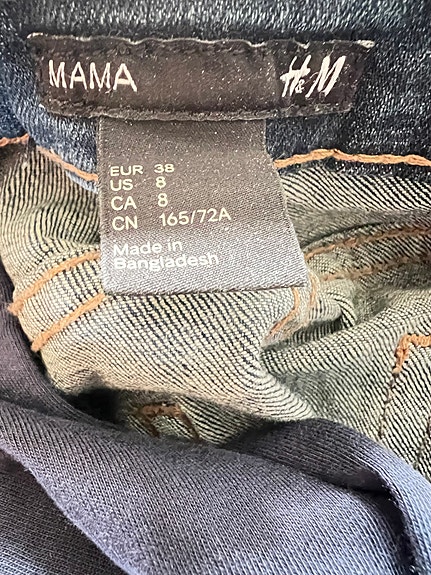 MAMA H&M
EUR 38
US 8
CA 8
CN 165/72A
Made in
Bangladesh